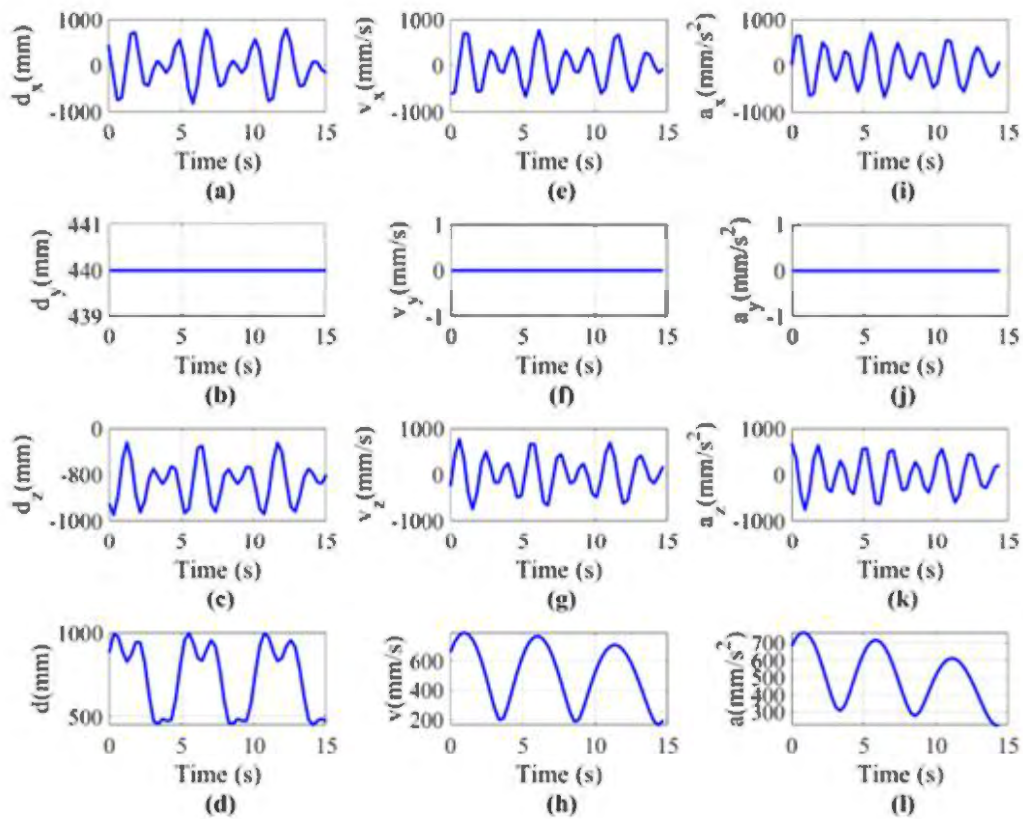 1000
0
-1000
d_x(mm)
0 5 10 15
Time (s)
(a)
1000
0
-1000
v_x(mm/s)
0 5 10 15
Time (s)
(e)
1000
0
-1000
a_x(mm/s²)
0 5 10 15
Time (s)
(i)
441
440
439
d_y(mm)
0 5 10 15
Time (s)
(b)
1
0
-1
v_y(mm/s)
0 5 10 15
Time (s)
(f)
1
0
-1
a_y(mm/s²)
0 5 10 15
Time (s)
(j)
0
-800
-1000
d_z(mm)
0 5 10 15
Time (s)
(c)
1000
0
-1000
v_z(mm/s)
0 5 10 15
Time (s)
(g)
1000
0
-1000
a_z(mm/s²)
0 5 10 15
Time (s)
(k)
1000
500
d(mm)
0 5 10 15
Time (s)
(d)
600
400
200
v(mm/s)
0 5 10 15
Time (s)
(h)
700
600
500
400
300
a(mm/s²)
0 5 10 15
Time (s)
(l)